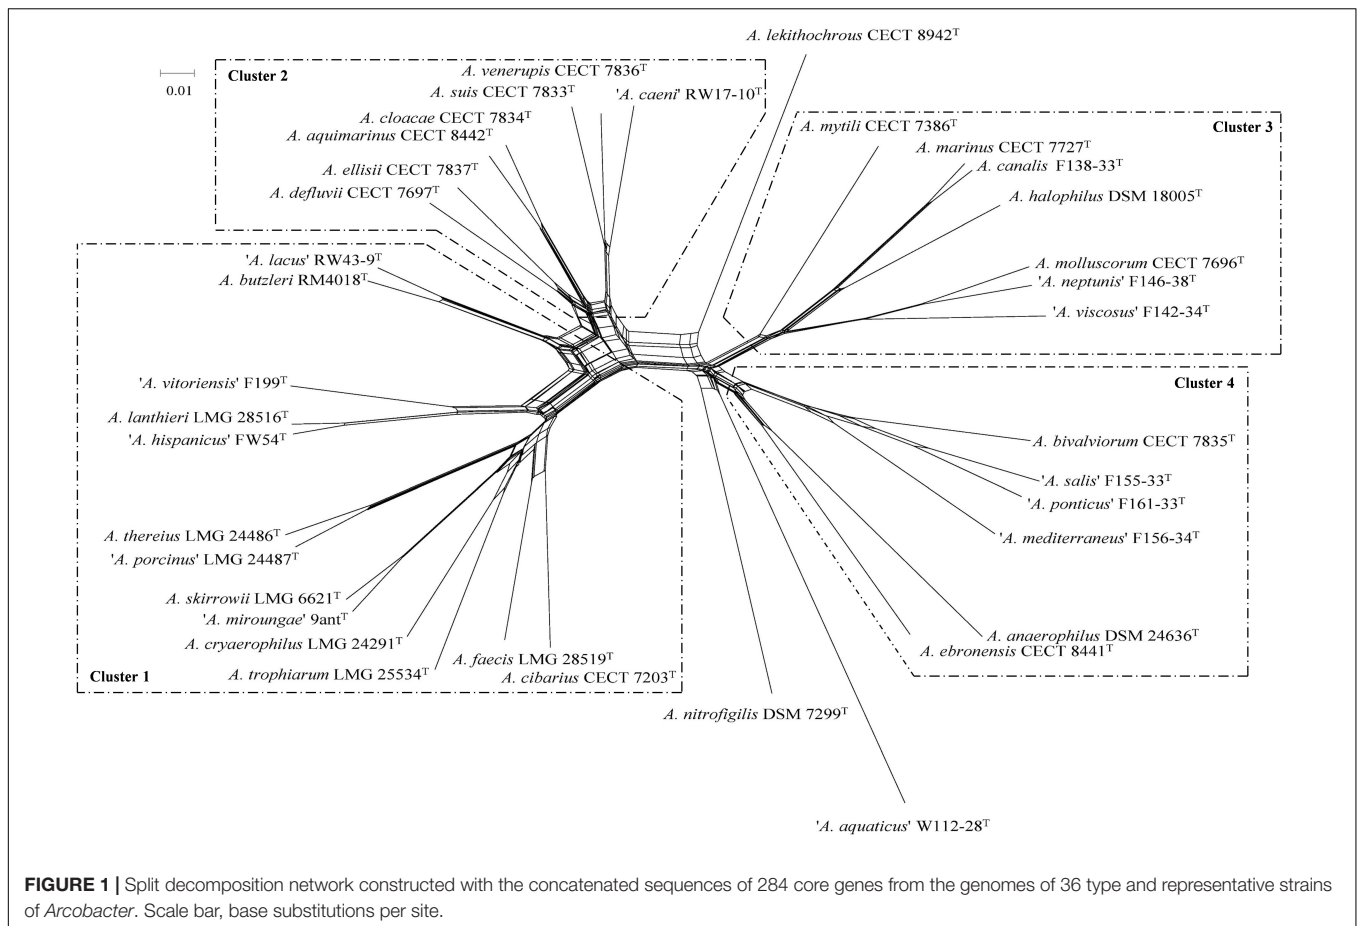 A. lekithochrous CECT 8942ᵀ
Cluster 2
0.01
A. venerupis CECT 7836ᵀ
A. suis CECT 7833ᵀ
'A. caeni' RW17-10ᵀ
A. cloacae CECT 7834ᵀ
A. aquimarinus CECT 8442ᵀ
A. ellisii CECT 7837ᵀ
A. defluvii CECT 7697ᵀ
A. mytili CECT 7386ᵀ
Cluster 3
A. marinus CECT 7727ᵀ
A. canalis F138-33ᵀ
A. halophilus DSM 18005ᵀ
A. molluscorum CECT 7696ᵀ
'A. neptunis' F146-38ᵀ
'A. viscosus' F142-34ᵀ
'A. lacus' RW43-9ᵀ
A. butzleri RM4018ᵀ
'A. vitoriensis' F199ᵀ
A. lanthieri LMG 28516ᵀ
'A. hispanicus' FW54ᵀ
A. thereius LMG 24486ᵀ
'A. porcinus' LMG 24487ᵀ
A. skirrowii LMG 6621ᵀ
'A. miroungae' 9antᵀ
A. cryaerophilus LMG 24291ᵀ
A. trophiarum LMG 25534ᵀ
A. faecis LMG 28519ᵀ
A. cibarius CECT 7203ᵀ
Cluster 1
Cluster 4
A. bivalviorum CECT 7835ᵀ
'A. salis' F155-33ᵀ
'A. ponticus' F161-33ᵀ
'A. mediterraneus' F156-34ᵀ
A. anaerophilus DSM 24636ᵀ
A. ebronensis CECT 8441ᵀ
A. nitrofigilis DSM 7299ᵀ
'A. aquaticus' W112-28ᵀ
FIGURE 1 | Split decomposition network constructed with the concatenated sequences of 284 core genes from the genomes of 36 type and representative strains
of Arcobacter. Scale bar, base substitutions per site.